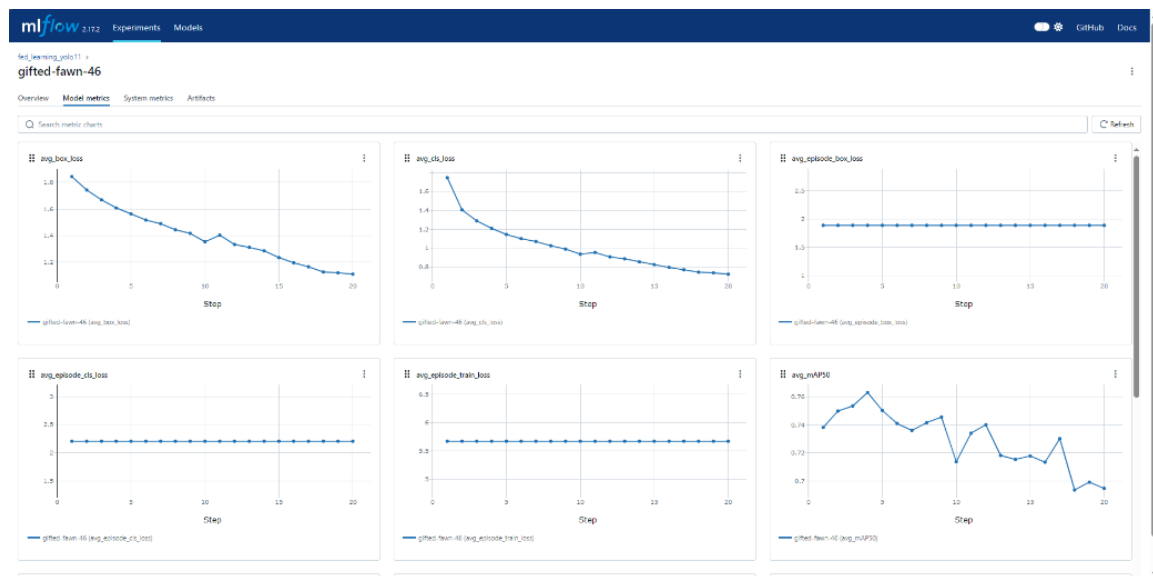 mlflow 2.17.2 Experiments Models GitHub Docs
fed_learning_yolo11 ›
gifted-fawn-46
Overview Model metrics System metrics Artifacts
Search metric charts Refresh
avg_box_loss
1.8
1.6
1.4
1.2
0 5 10 15 20
Step
gifted-fawn-46 (avg_box_loss)
avg_cls_loss
1.6
1.4
1.2
1
0.8
0 5 10 15 20
Step
gifted-fawn-46 (avg_cls_loss)
avg_episode_box_loss
2.5
2
1.5
1
0 5 10 15 20
Step
gifted-fawn-46 (avg_episode_box_loss)
avg_episode_cls_loss
3
2.5
2
1.5
0 5 10 15 20
Step
gifted-fawn-46 (avg_episode_cls_loss)
avg_episode_train_loss
6.5
6
5.5
5
0 5 10 15 20
Step
gifted-fawn-46 (avg_episode_train_loss)
avg_mAP50
0.76
0.74
0.72
0.7
0 5 10 15 20
Step
gifted-fawn-46 (avg_mAP50)